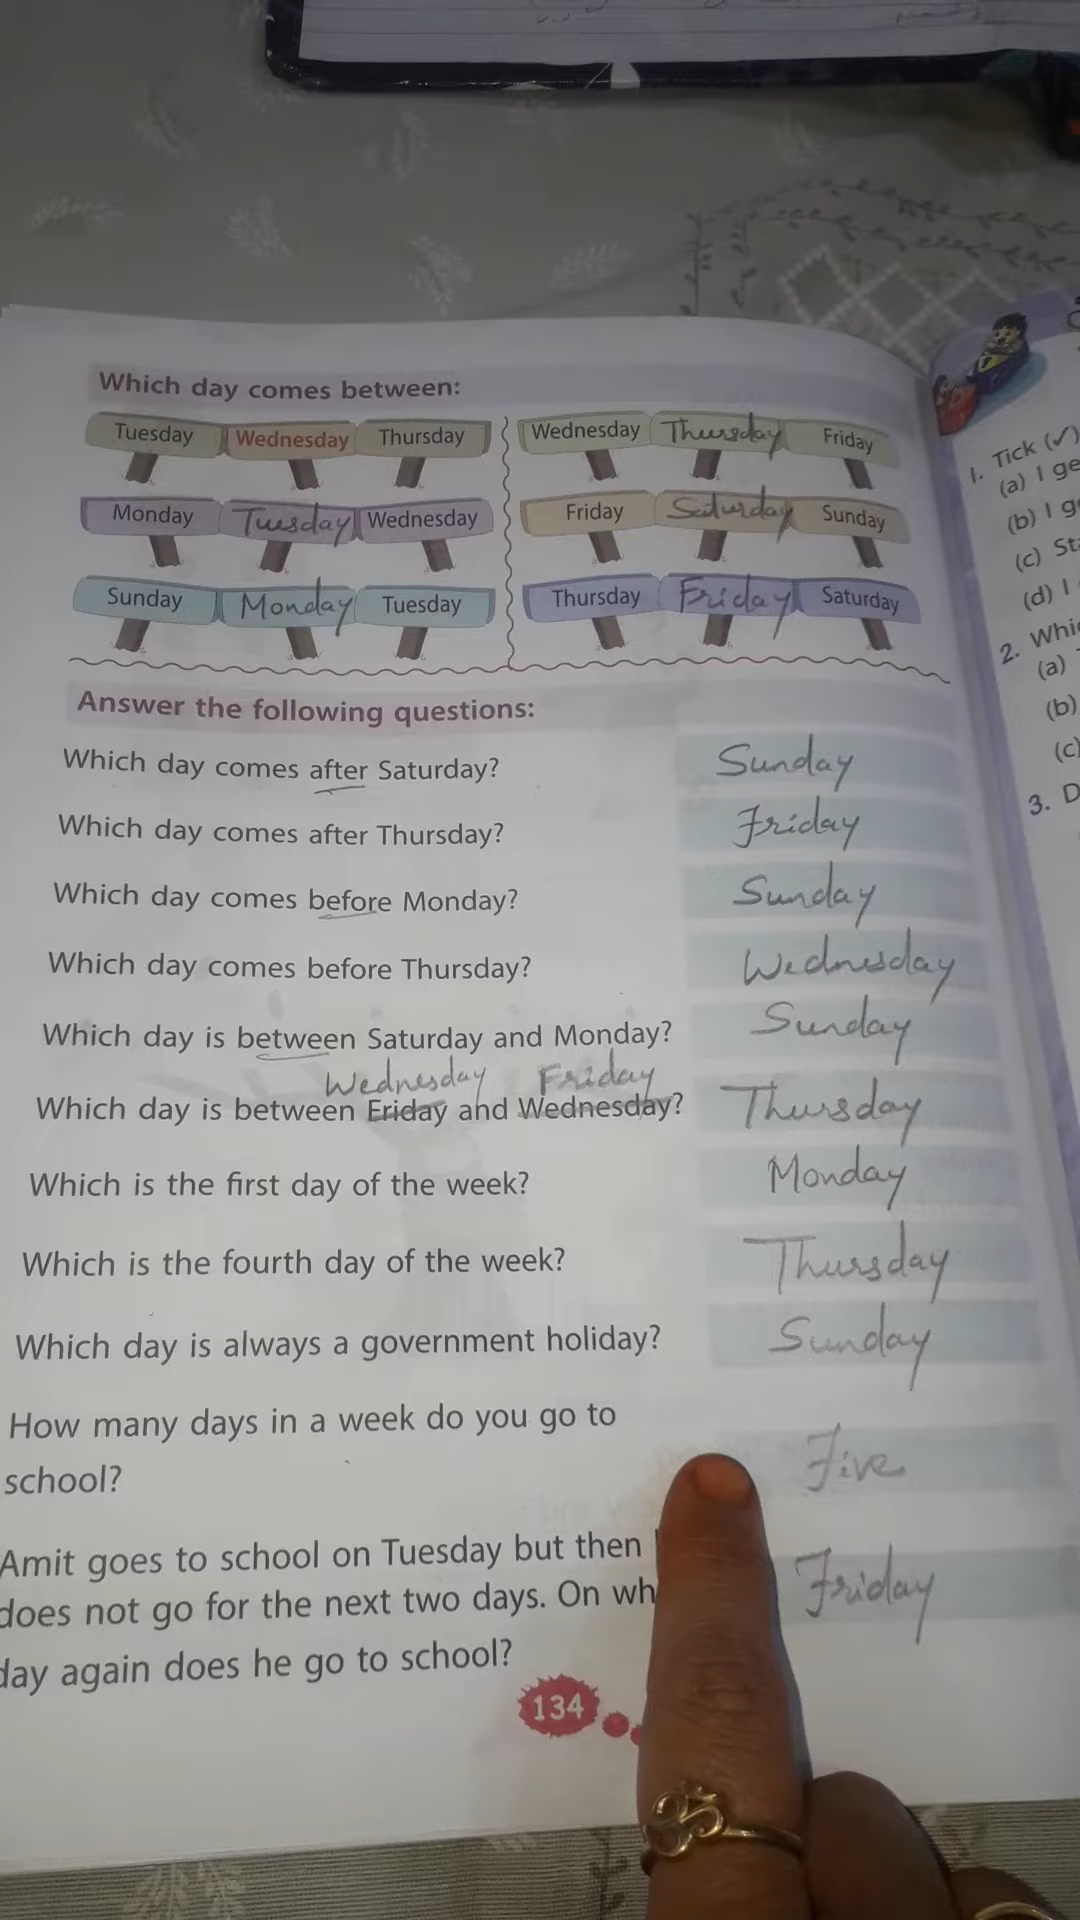 Which day comes between:
Tuesday Wednesday Thursday
Wednesday Thursday Friday
Monday Tuesday Wednesday
Friday Saturday Sunday
Sunday Monday Tuesday
Thursday Friday Saturday
Answer the following questions:
Which day comes after Saturday? Sunday
Which day comes after Thursday? Friday
Which day comes before Monday? Sunday
Which day comes before Thursday? Wednesday
Which day is between Saturday and Monday? Sunday
Wednesday Friday
Which day is between Friday and Wednesday? Thursday
Which is the first day of the week? Monday
Which is the fourth day of the week? Thursday
Which day is always a government holiday? Sunday
How many days in a week do you go to
school? Five
Amit goes to school on Tuesday but then
does not go for the next two days. On wh
day again does he go to school? Friday
134
1. Tick (✓)
(a) I ge
(b) I g
(c) Sta
(d) I
2. Whic
(a)
(b)
(c)
3. D